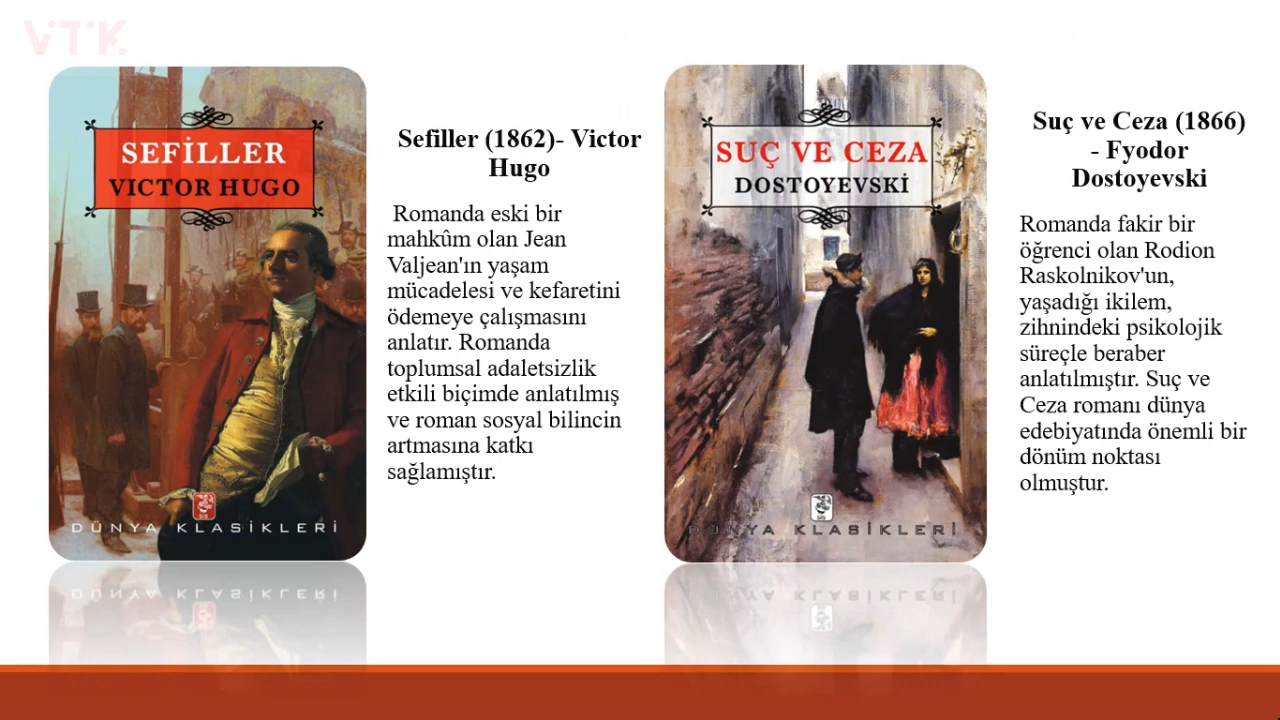 VTK
SEFİLLER
VICTOR HUGO
DÜNYA KLASİKLERİ
Sefiller (1862)- Victor
Hugo
Romanda eski bir
mahkûm olan Jean
Valjean'ın yaşam
mücadelesi ve kefaretini
ödemeye çalışmasını
anlatır. Romanda
toplumsal adaletsizlik
etkili biçimde anlatılmış
ve roman sosyal bilincin
artmasına katkı
sağlamıştır.
SUÇ VE CEZA
DOSTOYEVSKİ
DÜNYA KLASİKLERİ
Suç ve Ceza (1866)
- Fyodor
Dostoyevski
Romanda fakir bir
öğrenci olan Rodion
Raskolnikov'un,
yaşadığı ikilem,
zihnindeki psikolojik
süreçle beraber
anlatılmıştır. Suç ve
Ceza romanı dünya
edebiyatında önemli bir
dönüm noktası
olmuştur.